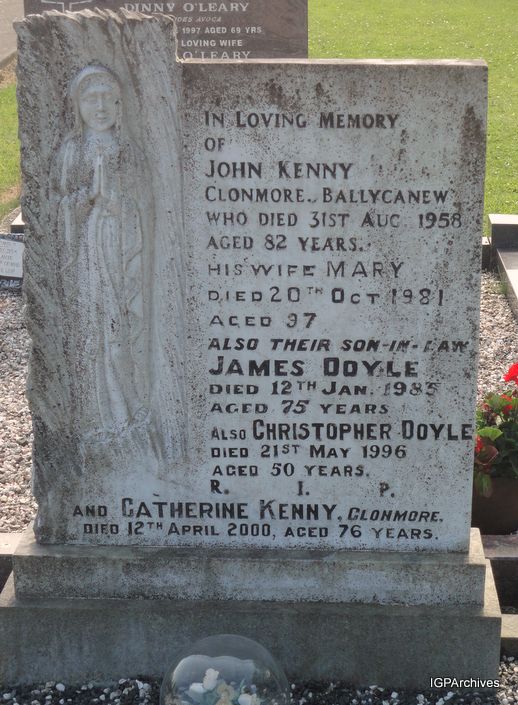 DINNY O'LEARY
1997 AGED 69 YRS
LOVING WIFE
O'LEARY
IN LOVING MEMORY
OF
JOHN KENNY
CLONMORE.. BALLYCANEW
WHO DIED 31ST AUG. 1958
AGED 82 YEARS.
HIS WIFE MARY
DIED 20TH OCT 1981
AGED 97
ALSO THEIR SON-IN-LAW
JAMES DOYLE
DIED 12TH JAN. 1985
AGED 75 YEARS
ALSO CHRISTOPHER DOYLE
DIED 21ST MAY 1996
AGED 50 YEARS.
R. I. P.
AND CATHERINE KENNY, CLONMORE.
DIED 12TH APRIL 2000, AGED 76 YEARS.
IGPArchives